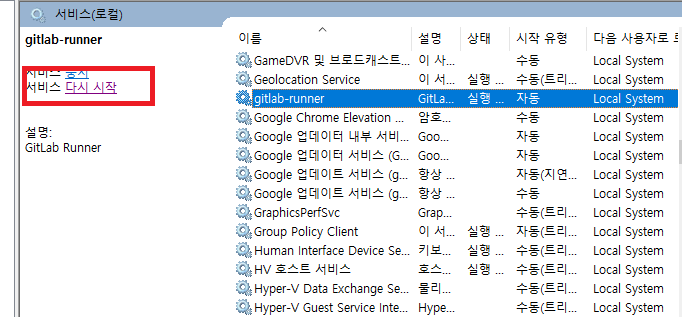 서비스(로컬)
gitlab-runner
서비스 중지
서비스 다시 시작
설명:
GitLab Runner
이름 설명 상태 시작 유형 다음 사용자로 로
GameDVR 및 브로드캐스트... 이 사... 수동 Local System
Geolocation Service 이 서... 실행 ... 수동(트리... Local System
gitlab-runner GitLa... 실행 ... 자동 Local System
Google Chrome Elevation ... 암호... 수동 Local System
Google 업데이터 내부 서비... Goo... 자동 Local System
Google 업데이터 서비스 (G... Goo... 자동 Local System
Google 업데이트 서비스 (g... 항상 ... 자동(지연... Local System
Google 업데이트 서비스 (g... 항상 ... 수동 Local System
GraphicsPerfSvc Grap... 수동(트리... Local System
Group Policy Client 이 서... 실행 ... 자동(트리... Local System
Human Interface Device Se... 키보... 실행 ... 수동(트리... Local System
HV 호스트 서비스 호스... 실행 ... 수동(트리... Local System
Hyper-V Data Exchange Se... 물리... 수동(트리... Local System
Hyper-V Guest Service Inte... Hype... 수동(트리... Local System